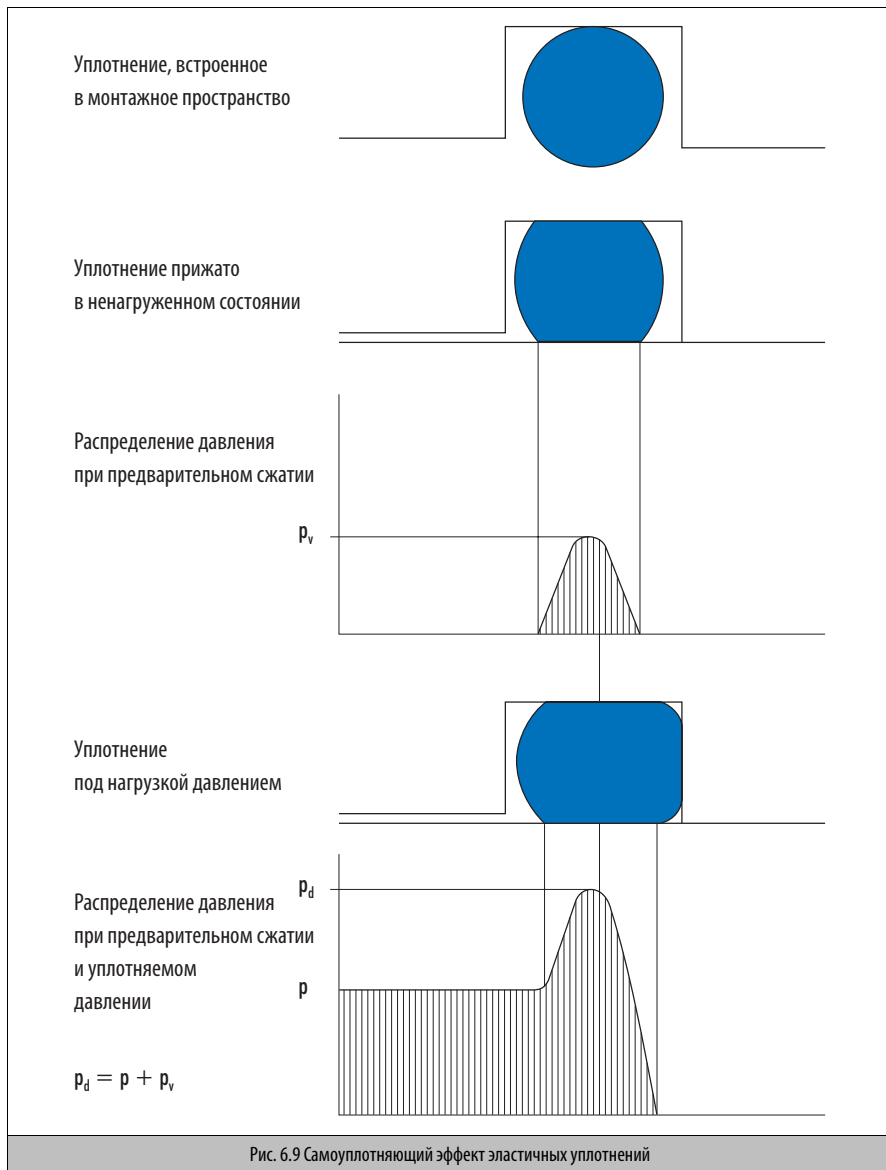 Уплотнение, встроенное
в монтажное пространство
Уплотнение прижато
в ненагруженном состоянии
Распределение давления
при предварительном сжатии
pv
Уплотнение
под нагрузкой давлением
pd
Распределение давления
при предварительном сжатии
и уплотняемом
давлении
p
pd = p + pv
Рис. 6.9 Самоуплотняющий эффект эластичных уплотнений